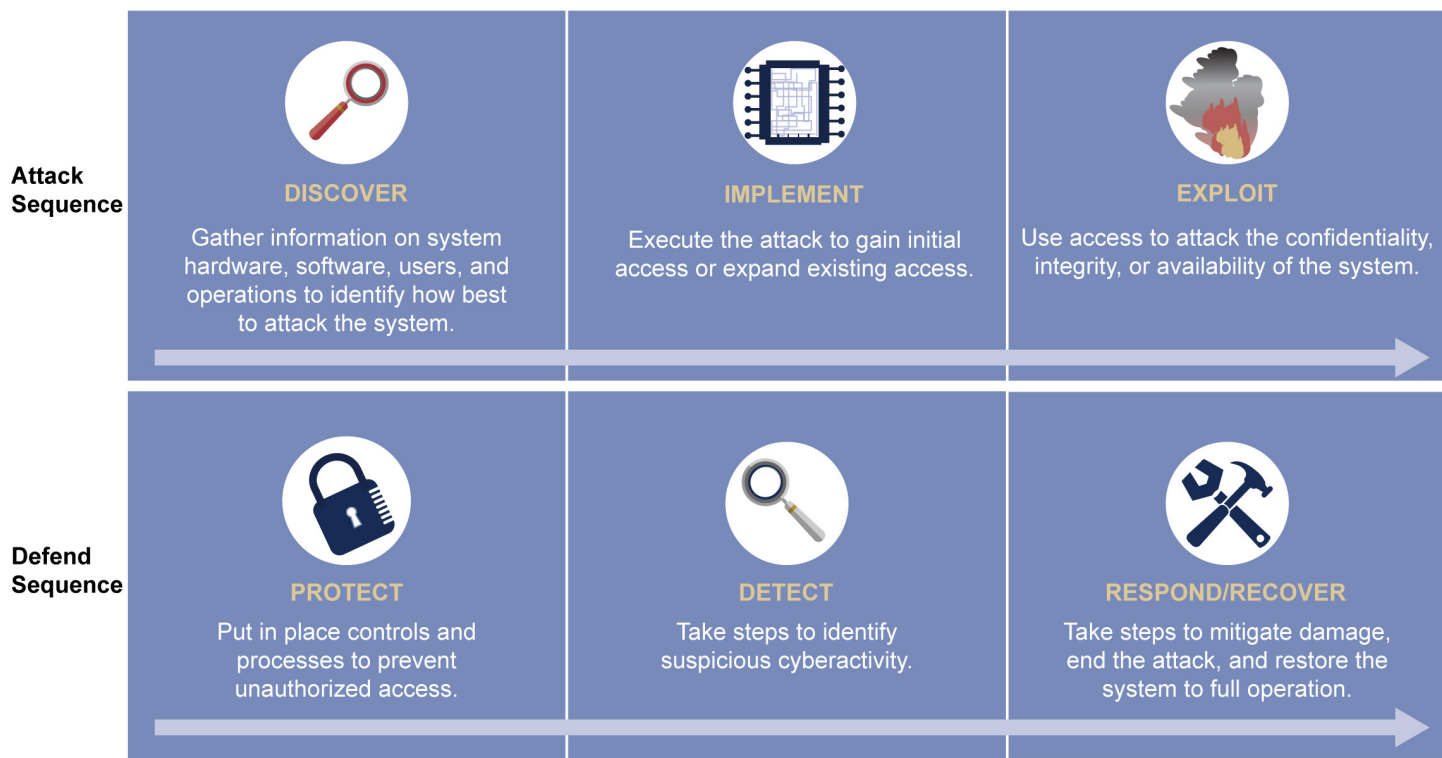 Attack
Sequence
DISCOVER
Gather information on system
hardware, software, users, and
operations to identify how best
to attack the system.
IMPLEMENT
Execute the attack to gain initial
access or expand existing access.
EXPLOIT
Use access to attack the confidentiality,
integrity, or availability of the system.
Defend
Sequence
PROTECT
Put in place controls and
processes to prevent
unauthorized access.
DETECT
Take steps to identify
suspicious cyberactivity.
RESPOND/RECOVER
Take steps to mitigate damage,
end the attack, and restore the
system to full operation.